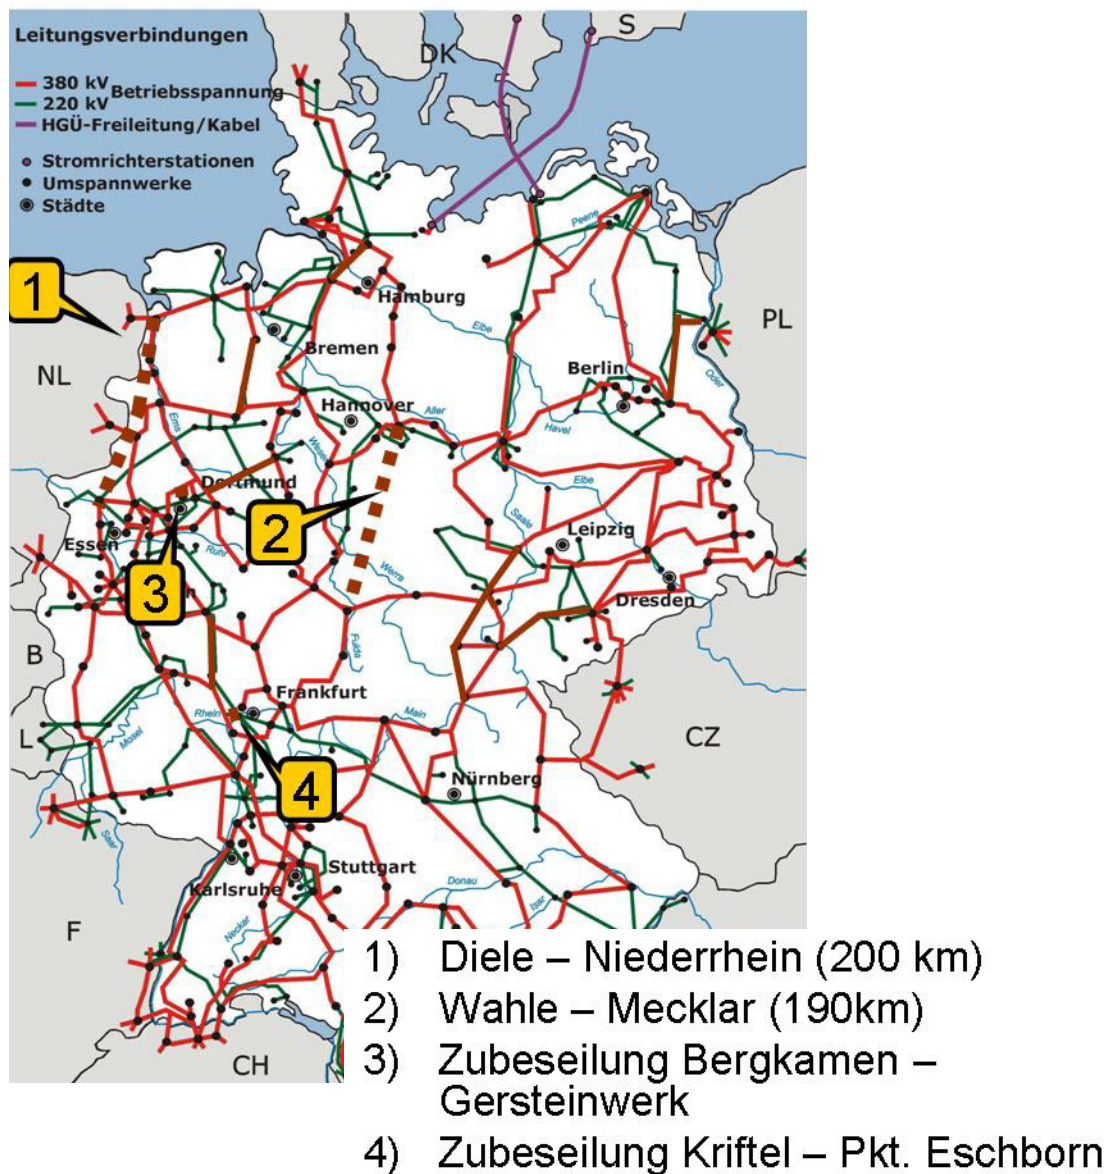 Leitungsverbindungen
380 kV
220 kV
Betriebsspannung
HGÜ-Freileitung/Kabel
Stromrichterstationen
Umspannwerke
Städte
S
DK
PL
NL
B
L
F
CH
CZ
1
2
3
4
Hamburg
Bremen
Hannover
Berlin
Dortmund
Essen
Leipzig
Dresden
Frankfurt
Nürnberg
Stuttgart
Karlsruhe
Peene
Elbe
Oder
Havel
Aller
Weser
Ems
Elbe
Saale
Ruhr
Werra
Fulda
Rhein
Main
Mosel
Saar
Neckar
Donau
Isar
1) Diele – Niederrhein (200 km)
2) Wahle – Mecklar (190km)
3) Zubeseilung Bergkamen –
Gersteinwerk
4) Zubeseilung Kriftel – Pkt. Eschborn